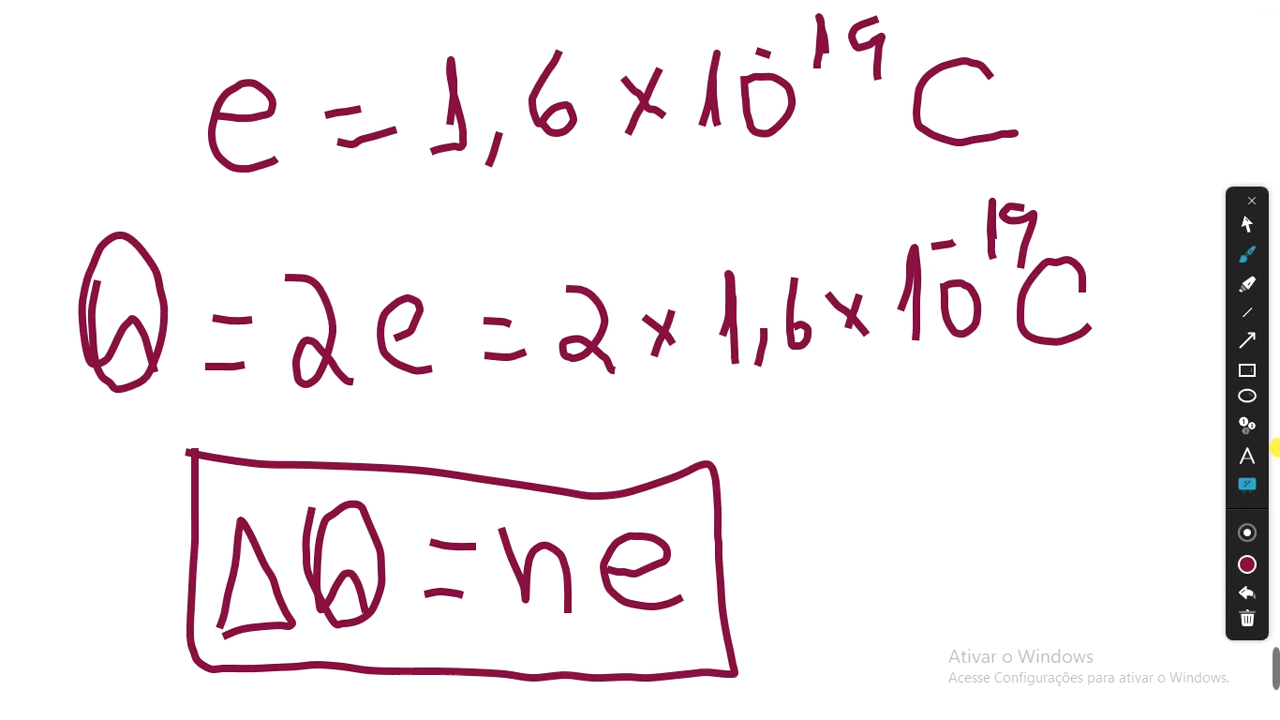 e = 1,6 × 10⁻¹⁹ C
Q = 2e = 2 × 1,6 × 10⁻¹⁹ C
ΔQ = ne
A
Ativar o Windows
Acesse Configurações para ativar o Windows.